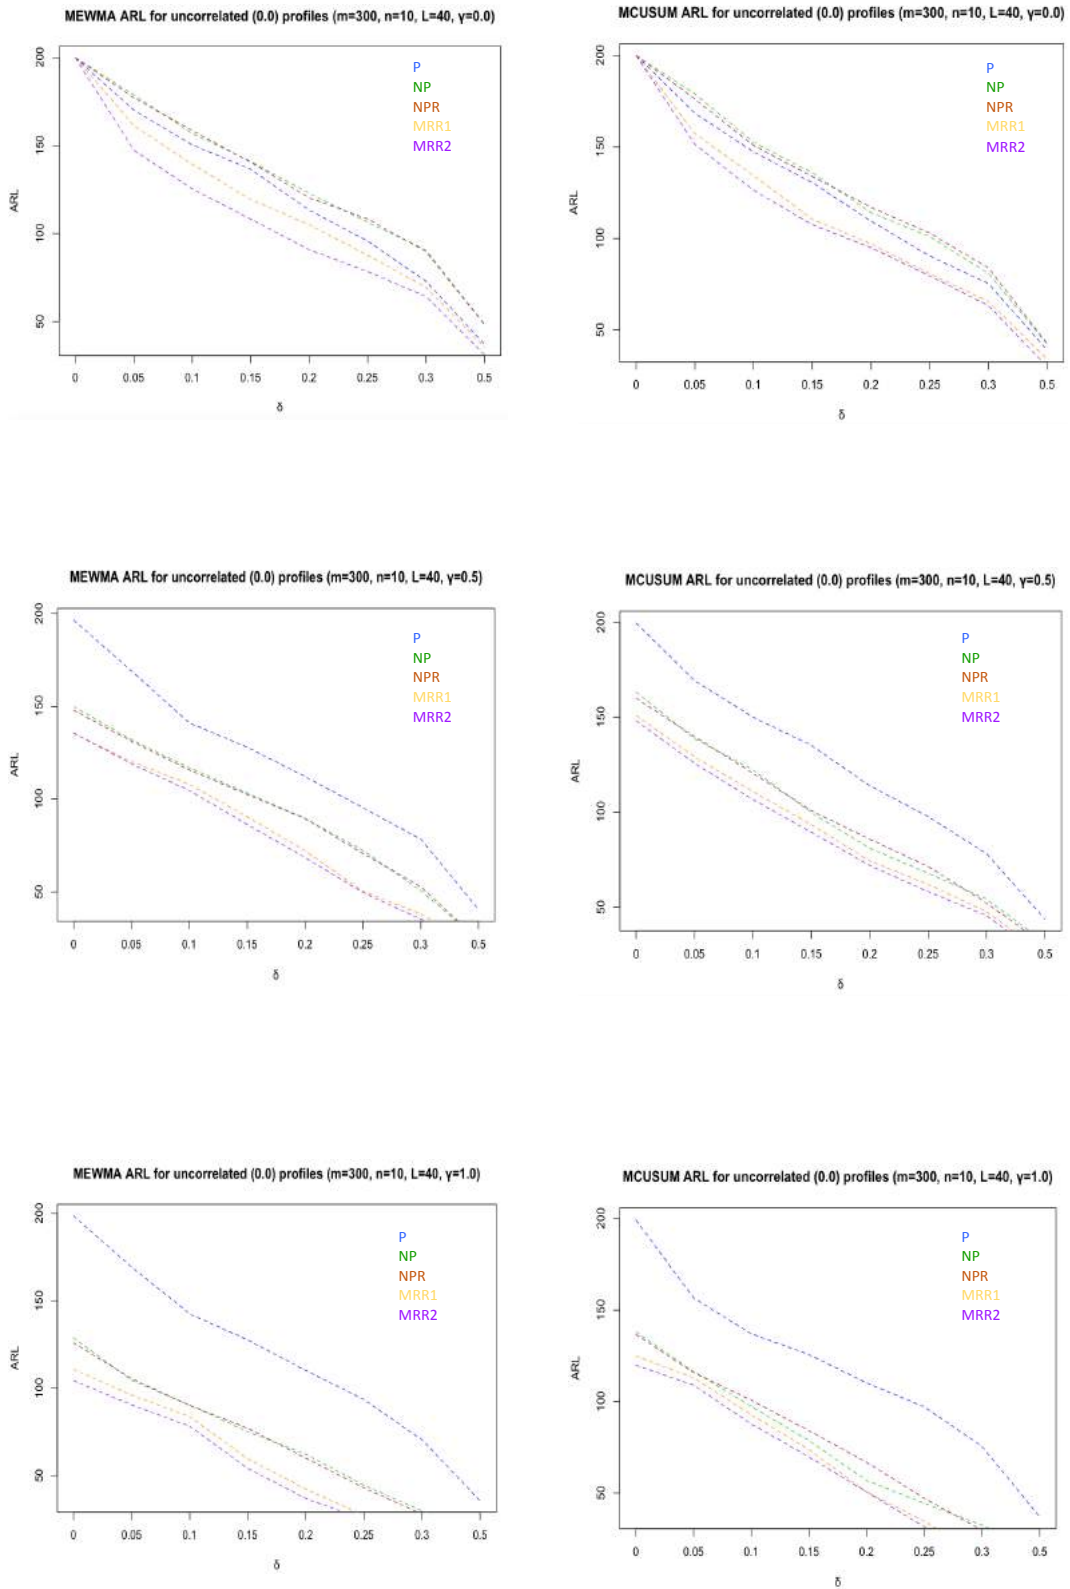 MEWMA ARL for uncorrelated (0.0) profiles (m=300, n=10, L=40, γ=0.0)
200
150
100
50
ARL
P
NP
NPR
MRR1
MRR2
0 0.05 0.1 0.15 0.2 0.25 0.3 0.5
δ
MCUSUM ARL for uncorrelated (0.0) profiles (m=300, n=10, L=40, γ=0.0)
200
150
100
50
ARL
P
NP
NPR
MRR1
MRR2
0 0.05 0.1 0.15 0.2 0.25 0.3 0.5
δ
MEWMA ARL for uncorrelated (0.0) profiles (m=300, n=10, L=40, γ=0.5)
200
150
100
50
ARL
P
NP
NPR
MRR1
MRR2
0 0.05 0.1 0.15 0.2 0.25 0.3 0.5
δ
MCUSUM ARL for uncorrelated (0.0) profiles (m=300, n=10, L=40, γ=0.5)
200
150
100
50
ARL
P
NP
NPR
MRR1
MRR2
0 0.05 0.1 0.15 0.2 0.25 0.3 0.5
δ
MEWMA ARL for uncorrelated (0.0) profiles (m=300, n=10, L=40, γ=1.0)
200
150
100
50
ARL
P
NP
NPR
MRR1
MRR2
0 0.05 0.1 0.15 0.2 0.25 0.3 0.5
δ
MCUSUM ARL for uncorrelated (0.0) profiles (m=300, n=10, L=40, γ=1.0)
200
150
100
50
ARL
P
NP
NPR
MRR1
MRR2
0 0.05 0.1 0.15 0.2 0.25 0.3 0.5
δ